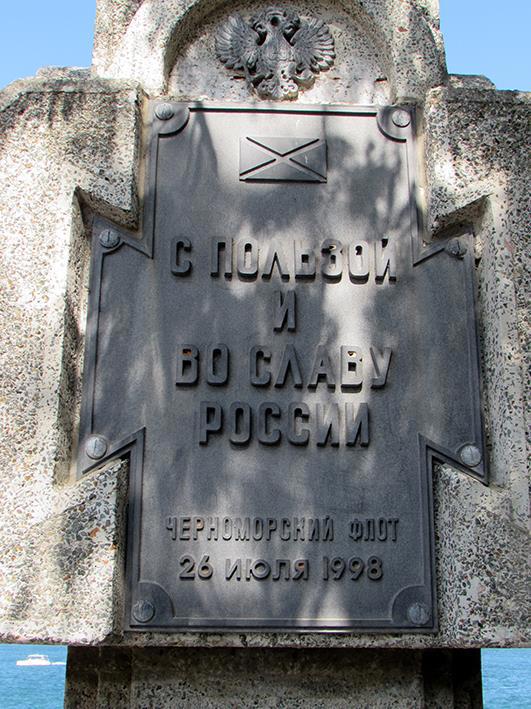 С ПОЛЬЗОЙ
И
ВО СЛАВУ
РОССИИ
ЧЕРНОМОРСКИЙ ФЛОТ
26 ИЮЛЯ 1998